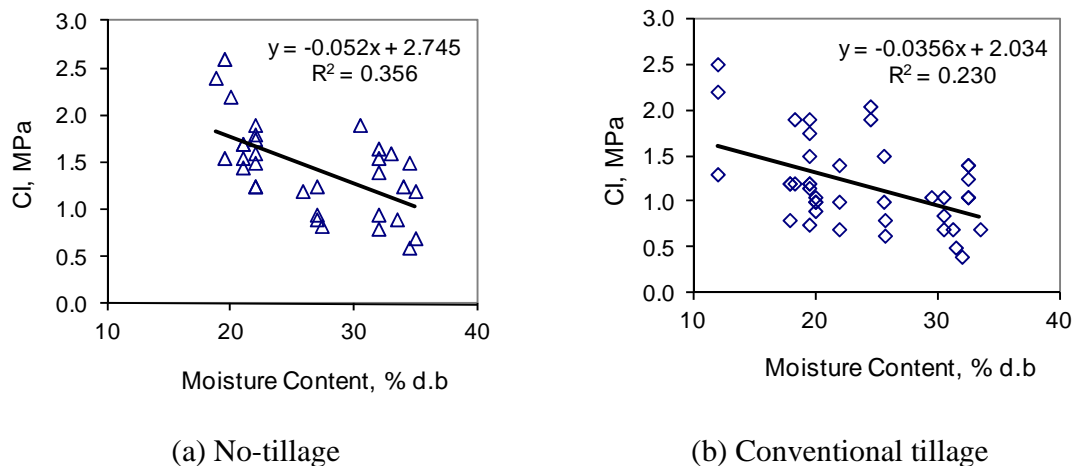 y = -0.052x + 2.745
R² = 0.356
3.0
2.5
2.0
1.5
1.0
0.5
0.0
10 20 30 40
CI, MPa
Moisture Content, % d.b
(a) No-tillage
y = -0.0356x + 2.034
R² = 0.230
3.0
2.5
2.0
1.5
1.0
0.5
0.0
10 20 30 40
CI, MPa
Moisture Content, % d.b
(b) Conventional tillage